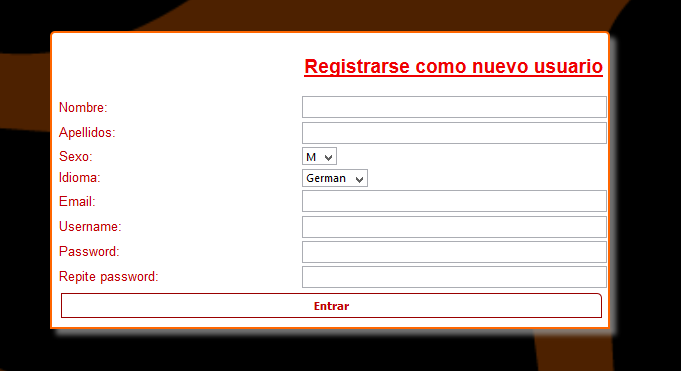 Registrarse como nuevo usuario
Nombre:
Apellidos:
Sexo: M
Idioma: German
Email:
Username:
Password:
Repite password:
Entrar